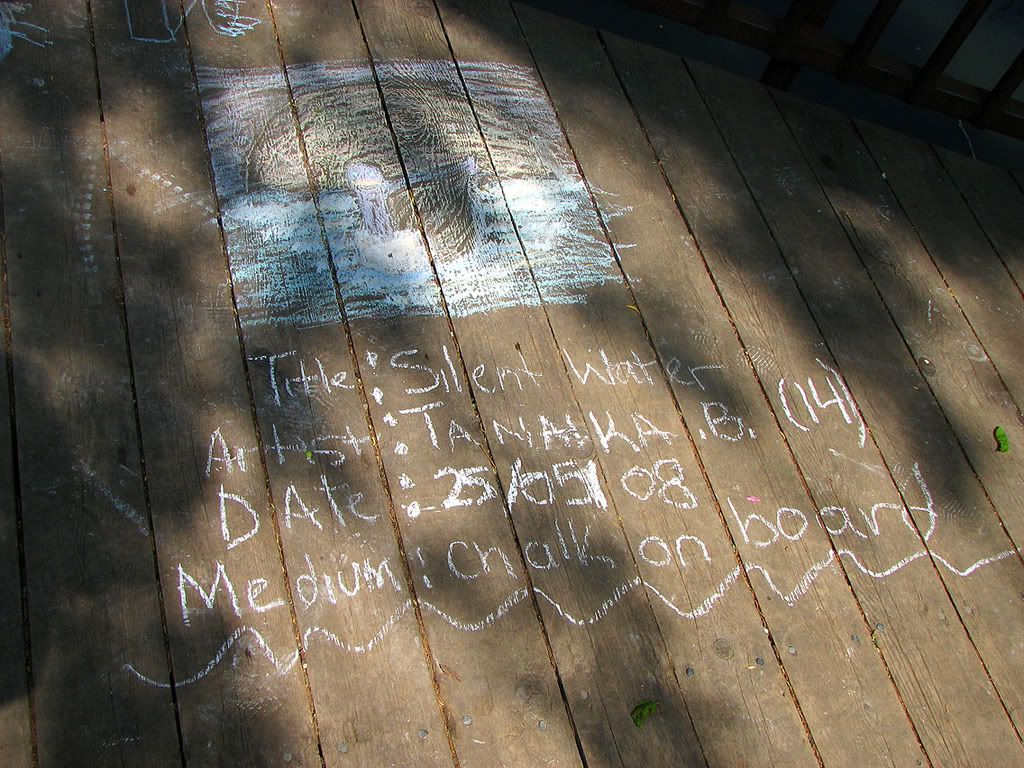 Title: Silent Water
Artist: TANAKA.B. (14)
DAte: 25/05/08
Medium: chalk on board